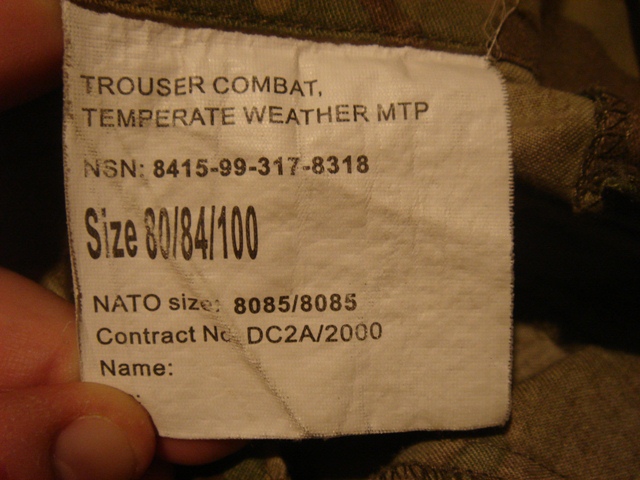 TROUSER COMBAT,
TEMPERATE WEATHER MTP
NSN: 8415-99-317-8318
Size 80/84/100
NATO size: 8085/8085
Contract No DC2A/2000
Name: